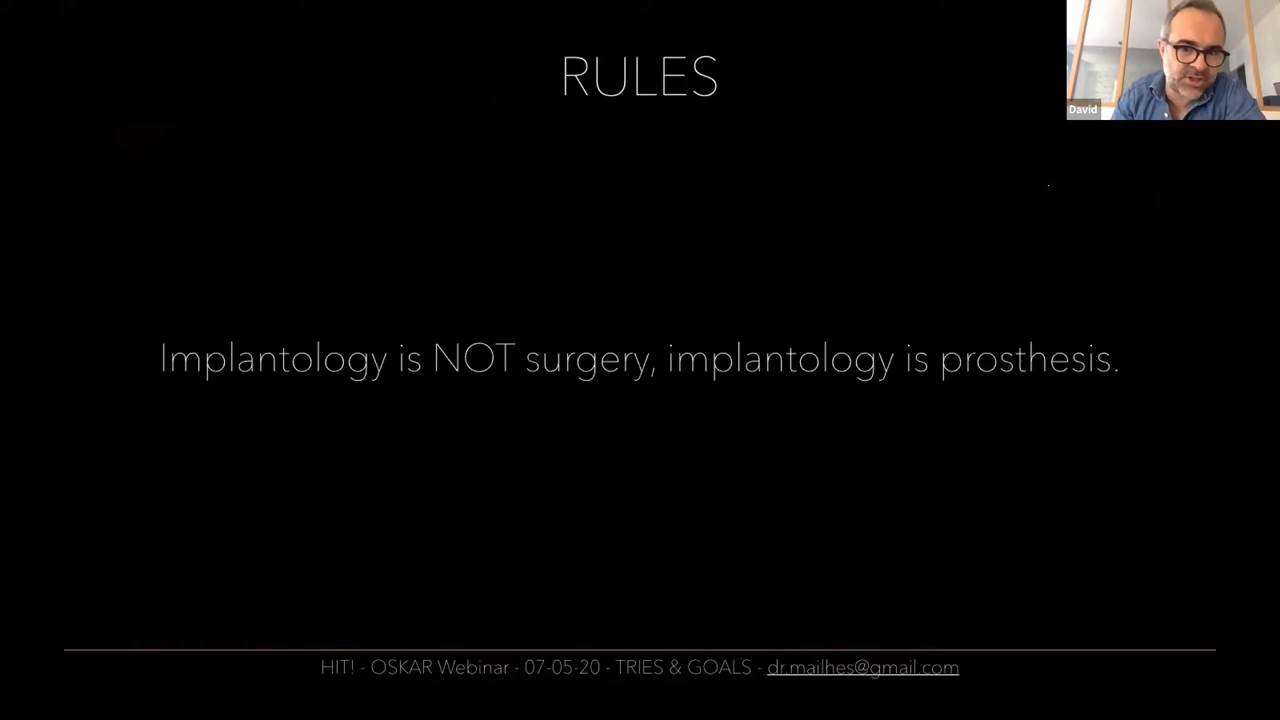 RULES
David
Implantology is NOT surgery, implantology is prosthesis.
HIT! - OSKAR Webinar - 07-05-20 - TRIES & GOALS - dr.mailhes@gmail.com